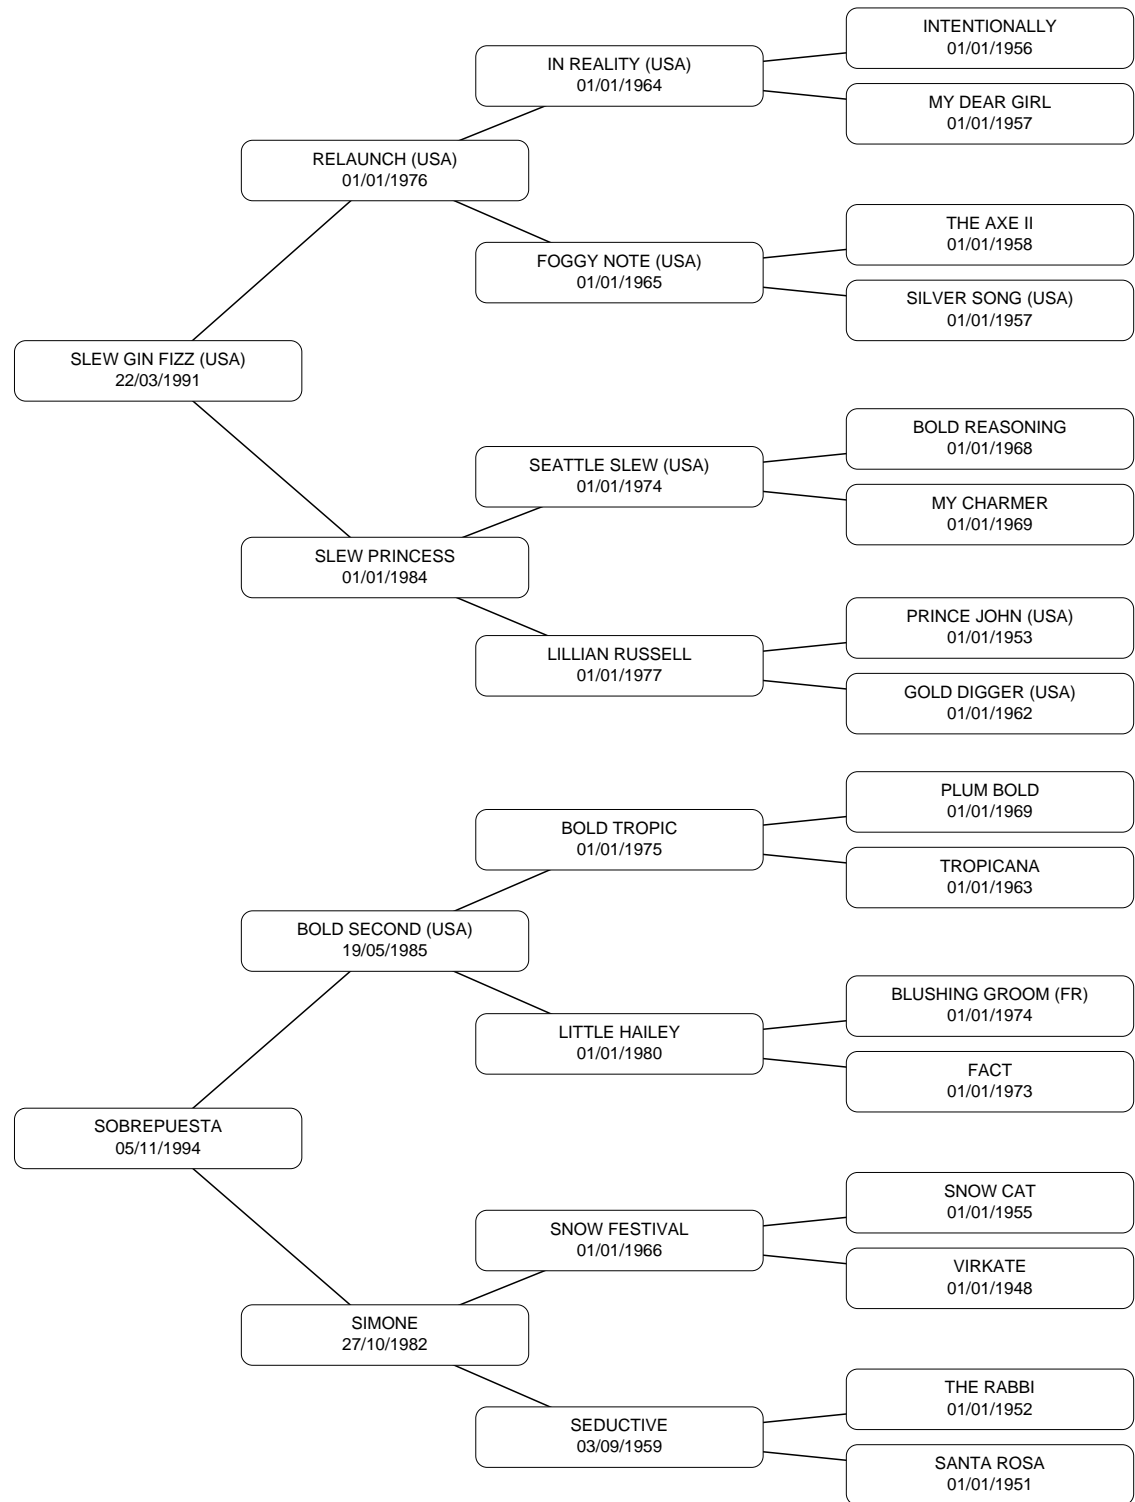 INTENTIONALLY
01/01/1956
IN REALITY (USA)
01/01/1964
MY DEAR GIRL
01/01/1957
RELAUNCH (USA)
01/01/1976
THE AXE II
01/01/1958
FOGGY NOTE (USA)
01/01/1965
SILVER SONG (USA)
01/01/1957
SLEW GIN FIZZ (USA)
22/03/1991
BOLD REASONING
01/01/1968
SEATTLE SLEW (USA)
01/01/1974
MY CHARMER
01/01/1969
SLEW PRINCESS
01/01/1984
PRINCE JOHN (USA)
01/01/1953
LILLIAN RUSSELL
01/01/1977
GOLD DIGGER (USA)
01/01/1962
PLUM BOLD
01/01/1969
BOLD TROPIC
01/01/1975
TROPICANA
01/01/1963
BOLD SECOND (USA)
19/05/1985
BLUSHING GROOM (FR)
01/01/1974
LITTLE HAILEY
01/01/1980
FACT
01/01/1973
SOBREPUESTA
05/11/1994
SNOW CAT
01/01/1955
SNOW FESTIVAL
01/01/1966
VIRKATE
01/01/1948
SIMONE
27/10/1982
THE RABBI
01/01/1952
SEDUCTIVE
03/09/1959
SANTA ROSA
01/01/1951